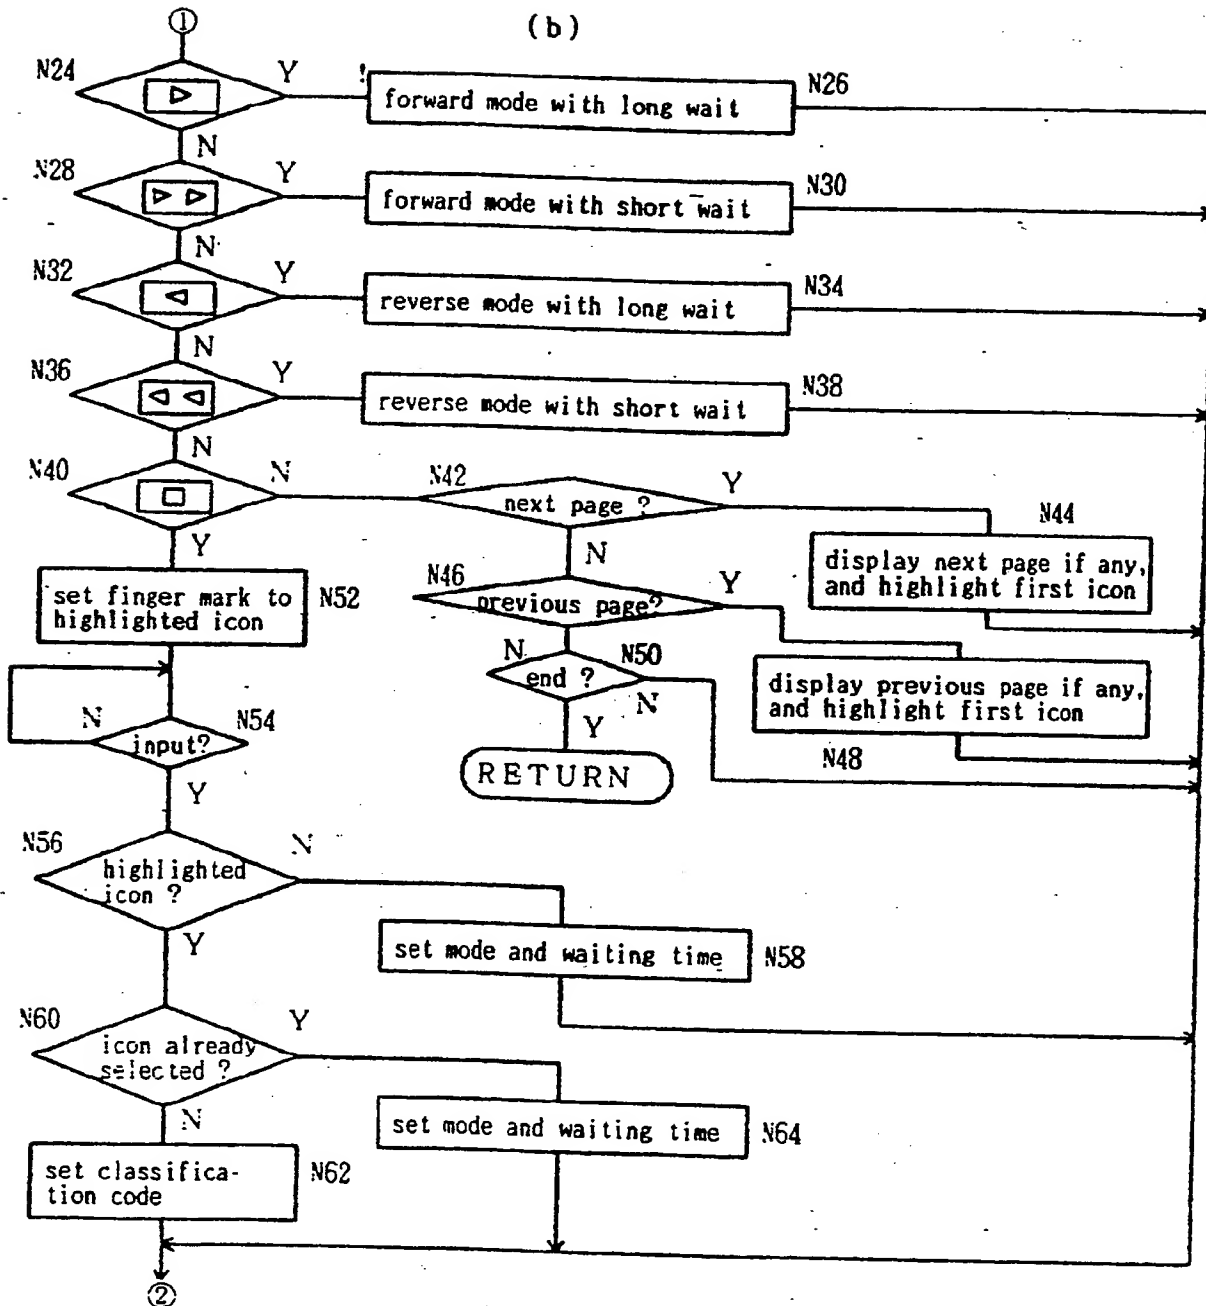 (b)
①
N24
Y
forward mode with long wait
N26
N
N28
Y
forward mode with short wait
N30
N
N32
Y
reverse mode with long wait
N34
N
N36
Y
reverse mode with short wait
N38
N
N40
N
N42
next page ?
Y
N44
display next page if any,
and highlight first icon
Y
N
set finger mark to
highlighted icon
N52
N46
previous page?
Y
N
N50
end ?
N
display previous page if any,
and highlight first icon
N48
Y
RETURN
N
N54
input?
Y
N56
highlighted
icon ?
N
set mode and waiting time
N58
Y
N60
icon already
selected ?
Y
set mode and waiting time
N64
N
set classifica-
tion code
N62
②